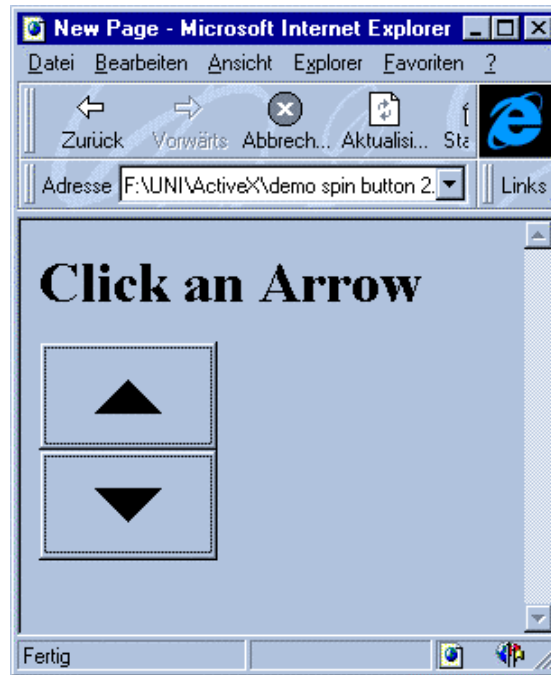 New Page - Microsoft Internet Explorer
Datei Bearbeiten Ansicht Explorer Favoriten ?
Zurück Vorwärts Abbrech... Aktualisi... Sta
Adresse F:\UNI\ActiveX\demo spin button 2. Links
Click an Arrow
Fertig